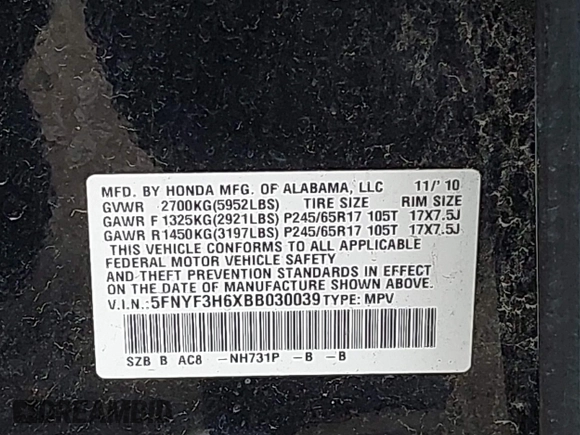 MFD. BY HONDA MFG. OF ALABAMA, LLC 11/'10
GVWR 2700KG(5952LBS) TIRE SIZE RIM SIZE
GAWR F 1325KG(2921LBS) P245/65R17 105T 17X7.5J
GAWR R 1450KG(3197LBS) P245/65R17 105T 17X7.5J
THIS VEHICLE CONFORMS TO ALL APPLICABLE
FEDERAL MOTOR VEHICLE SAFETY
AND THEFT PREVENTION STANDARDS IN EFFECT
ON THE DATE OF MANUFACTURE SHOWN ABOVE.
V.I.N.:5FNYF3H6XBB030039 TYPE: MPV
SZB B AC8 -NH731P -B -B
DREAMBID